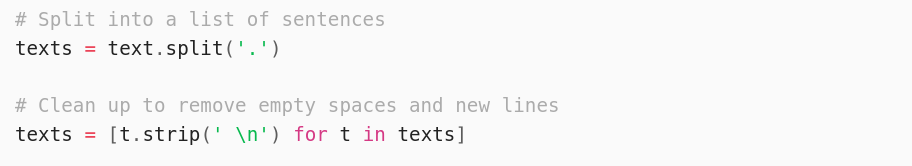 # Split into a list of sentences
texts = text.split('.')
# Clean up to remove empty spaces and new lines
texts = [t.strip(' \n') for t in texts]